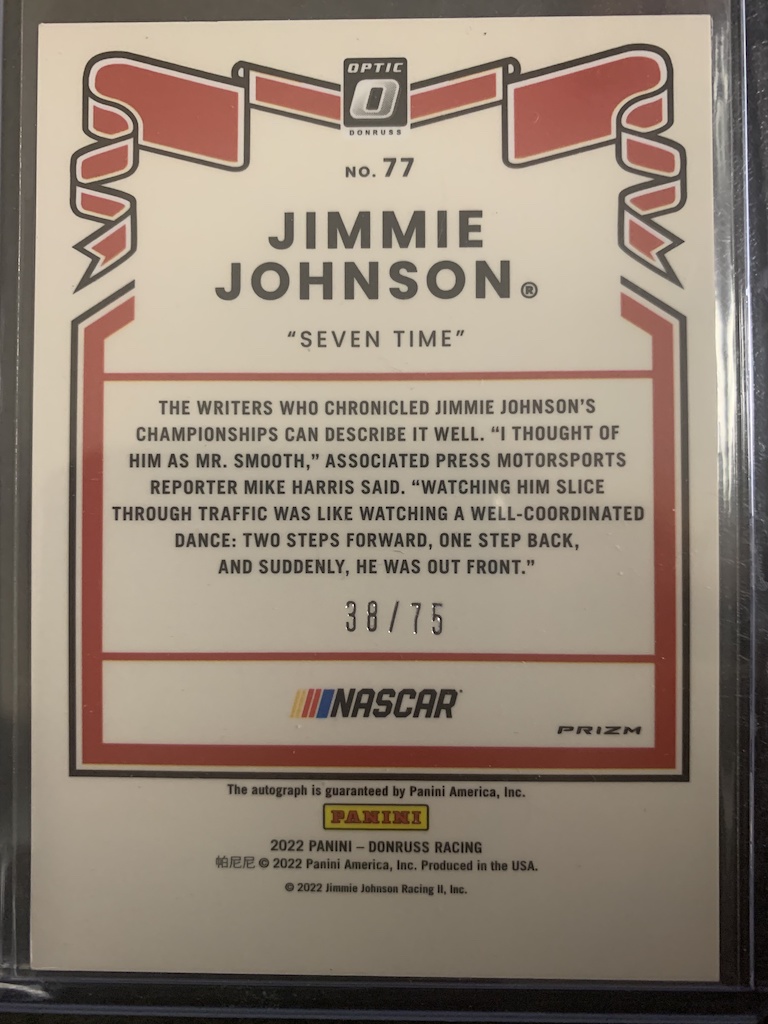 OPTIC
O
DONRUSS
NO. 77
JIMMIE
JOHNSON®
“SEVEN TIME”
THE WRITERS WHO CHRONICLED JIMMIE JOHNSON’S
CHAMPIONSHIPS CAN DESCRIBE IT WELL. “I THOUGHT OF
HIM AS MR. SMOOTH,” ASSOCIATED PRESS MOTORSPORTS
REPORTER MIKE HARRIS SAID. “WATCHING HIM SLICE
THROUGH TRAFFIC WAS LIKE WATCHING A WELL-COORDINATED
DANCE: TWO STEPS FORWARD, ONE STEP BACK,
AND SUDDENLY, HE WAS OUT FRONT.”
38/75
NASCAR
PRIZM
The autograph is guaranteed by Panini America, Inc.
PANINI
2022 PANINI – DONRUSS RACING
帕尼尼 © 2022 Panini America, Inc. Produced in the USA.
© 2022 Jimmie Johnson Racing II, Inc.